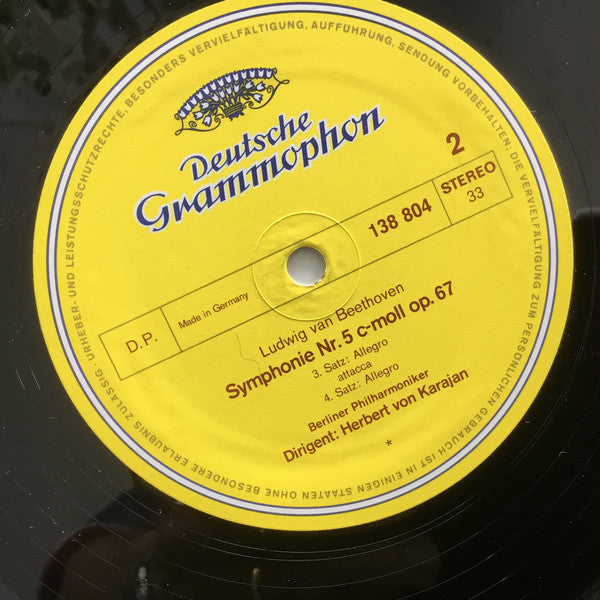 Deutsche
Grammophon
2
D.P.
Made in Germany
138 804
STEREO
33
Ludwig van Beethoven
Symphonie Nr. 5 c-moll op. 67
3. Satz: Allegro
attacca
4. Satz: Allegro
Berliner Philharmoniker
Dirigent: Herbert von Karajan
*
URHEBER- UND LEISTUNGSSCHUTZRECHTE, BESONDERS VERVIELFÄLTIGUNG, AUFFÜHRUNG, SENDUNG VORBEHALTEN; DIE VERVIELFÄLTIGUNG ZUM PERSÖNLICHEN GEBRAUCH IST IN EINIGEN STAATEN OHNE BESONDERE ERLAUBNIS ZULÄSSIG ·